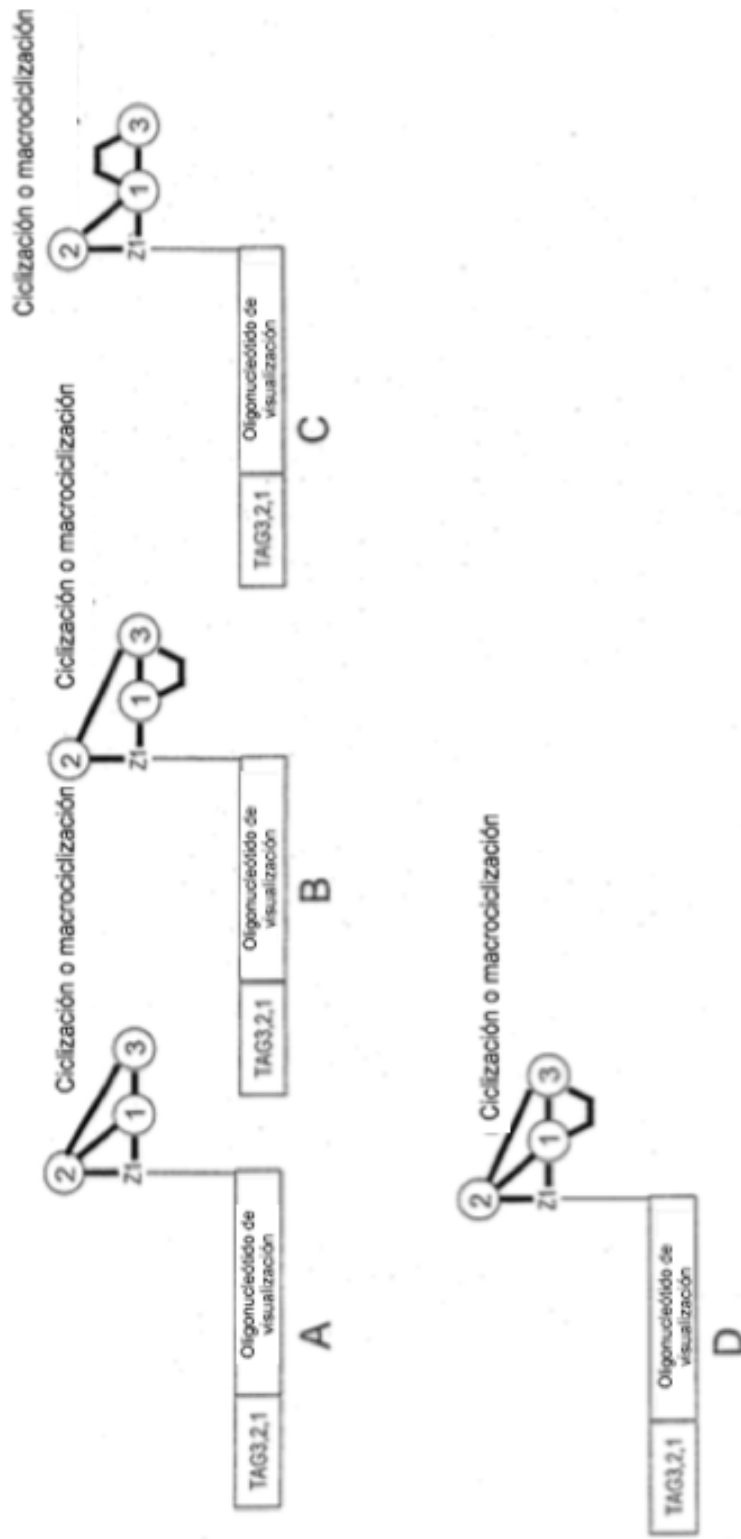 Ciclización o macrociclización
2
1
3
Z1
TAG3,2,1
Oligonucleótido de
visualización
A
Ciclización o macrociclización
2
1
3
Z1
TAG3,2,1
Oligonucleótido de
visualización
B
Ciclización o macrociclización
2
1
3
Z1
TAG3,2,1
Oligonucleótido de
visualización
C
Ciclización o macrociclización
2
1
3
Z1
TAG3,2,1
Oligonucleótido de
visualización
D